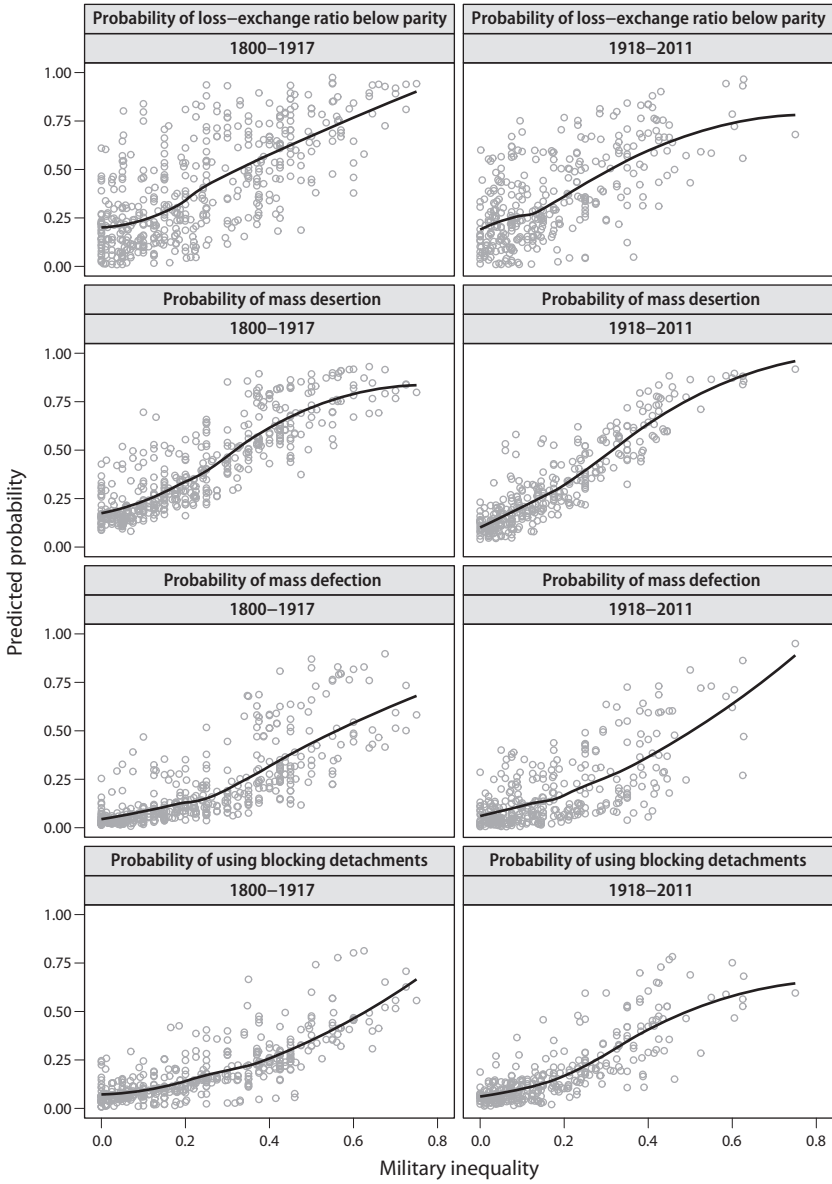 Probability of loss−exchange ratio below parity
1800−1917
Probability of loss−exchange ratio below parity
1918−2011
1.00
0.75
0.50
0.25
0.00
Probability of mass desertion
1800−1917
Probability of mass desertion
1918−2011
1.00
0.75
0.50
0.25
0.00
Probability of mass defection
1800−1917
Probability of mass defection
1918−2011
1.00
0.75
0.50
0.25
0.00
Probability of using blocking detachments
1800−1917
Probability of using blocking detachments
1918−2011
1.00
0.75
0.50
0.25
0.00
0.0 0.2 0.4 0.6 0.8
0.0 0.2 0.4 0.6 0.8
Predicted probability
Military inequality